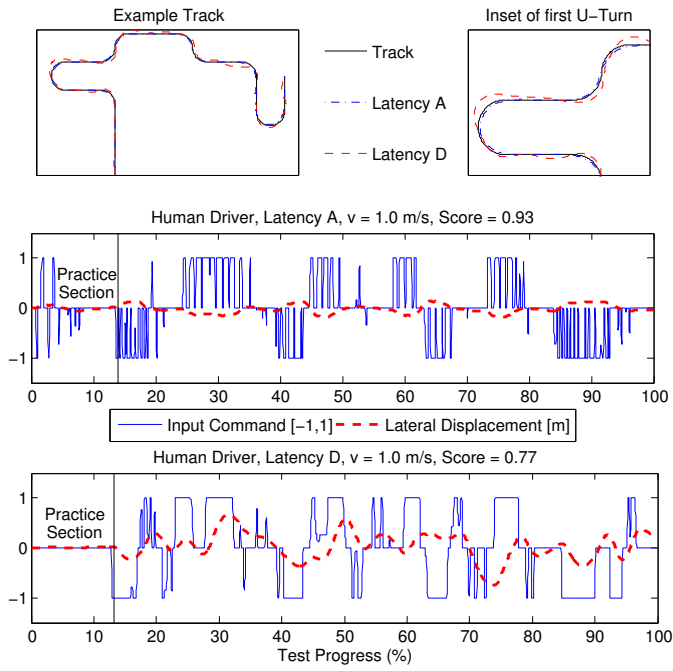 Example Track
Inset of first U−Turn
Track
Latency A
Latency D
Human Driver, Latency A, v = 1.0 m/s, Score = 0.93
1
0
−1
Practice
Section
0 10 20 30 40 50 60 70 80 90 100
Input Command [−1,1]
Lateral Displacement [m]
Human Driver, Latency D, v = 1.0 m/s, Score = 0.77
1
0
−1
Practice
Section
0 10 20 30 40 50 60 70 80 90 100
Test Progress (%)